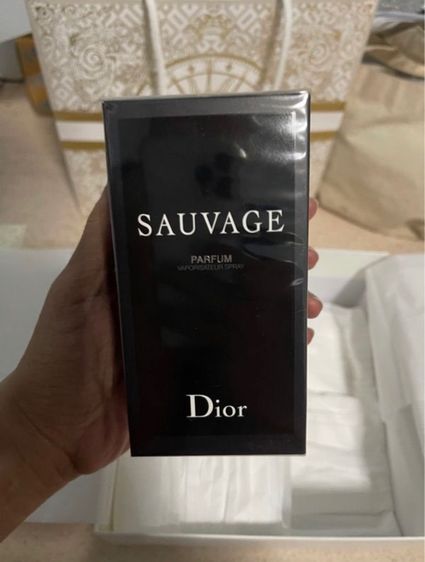 SAUVAGE
PARFUM
VAPORISATEUR SPRAY
Dior